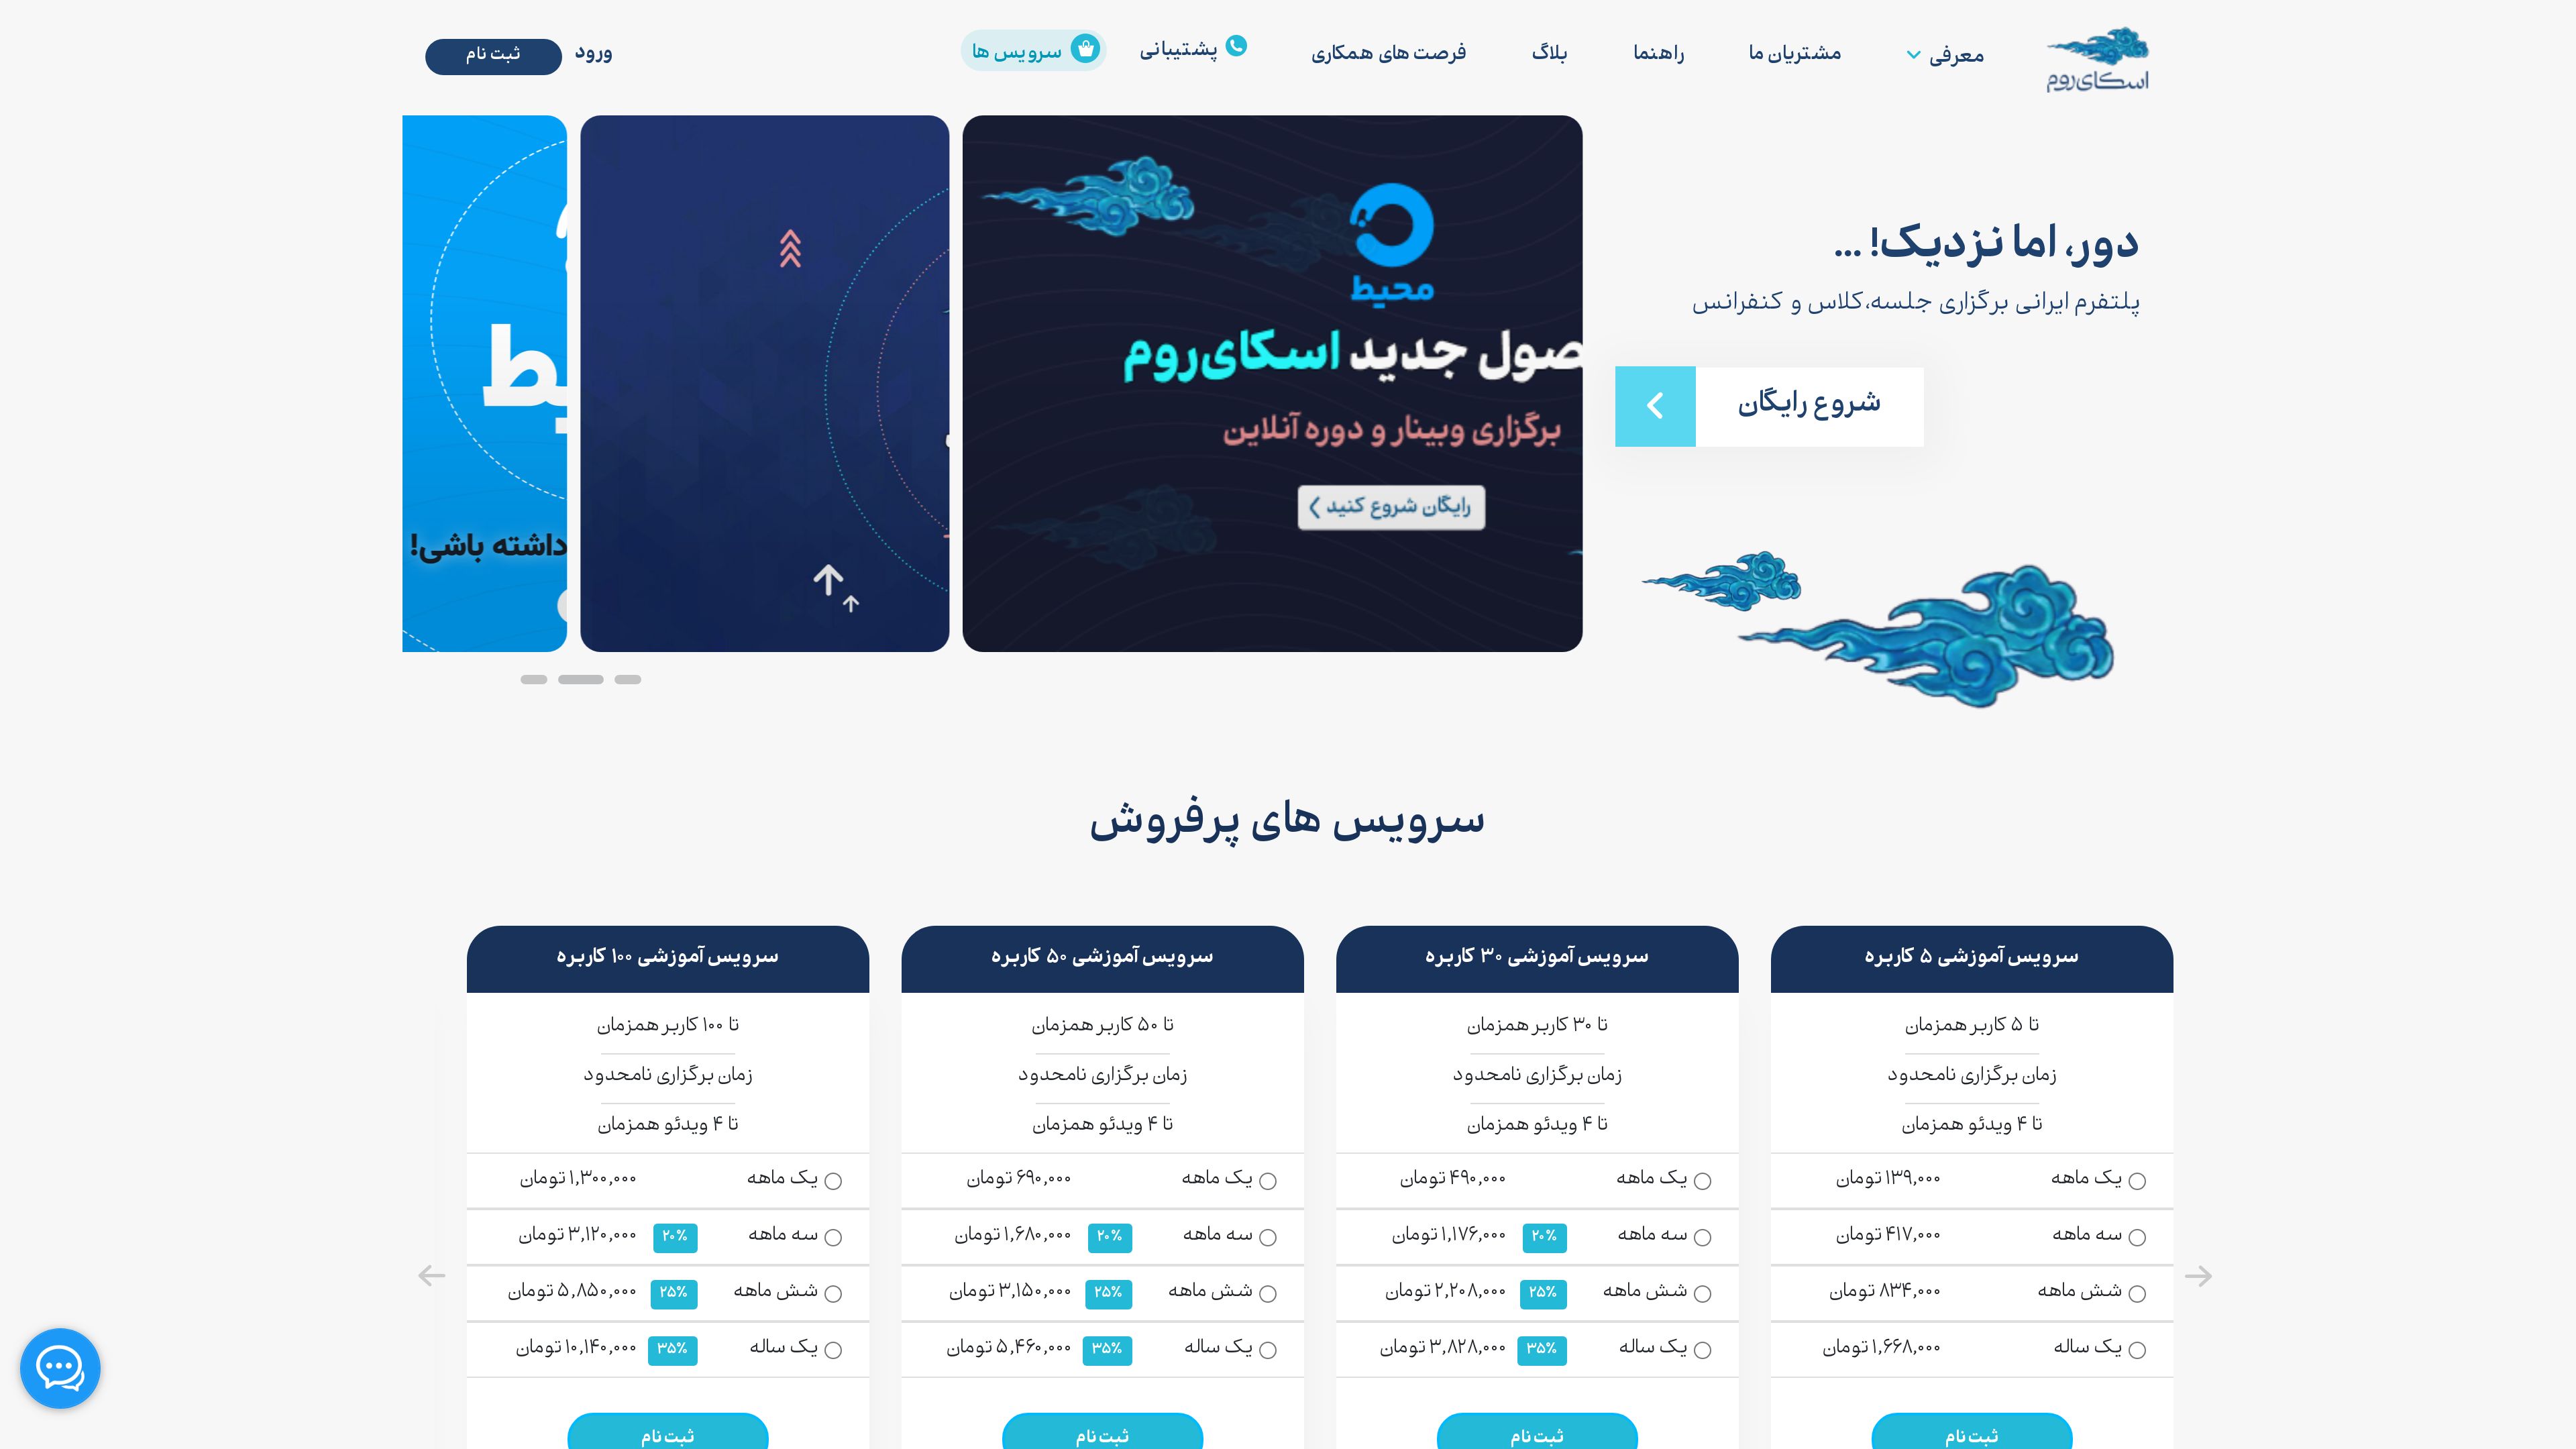 اسکای‌روم
معرفی
مشتریان ما
راهنما
بلاگ
فرصت های همکاری
پشتیبانی
سرویس ها
ورود
ثبت نام
دور، اما نزدیک! ...
پلتفرم ایرانی برگزاری جلسه،کلاس و کنفرانس
شروع رایگان
محیط
جدید اسکای‌روم
برگزاری وبینار و دوره آنلاین
رایگان شروع کنید
داشته باشی!
سرویس های پرفروش
سرویس آموزشی ۵ کاربره
تا ۵ کاربر همزمان
زمان برگزاری نامحدود
تا ۴ ویدئو همزمان
یک ماهه ۱۳۹,۰۰۰ تومان
سه ماهه ۴۱۷,۰۰۰ تومان
شش ماهه ۸۳۴,۰۰۰ تومان
یک ساله ۱,۶۶۸,۰۰۰ تومان
ثبت نام
سرویس آموزشی ۳۰ کاربره
تا ۳۰ کاربر همزمان
زمان برگزاری نامحدود
تا ۴ ویدئو همزمان
یک ماهه ۴۹۰,۰۰۰ تومان
سه ماهه ۲۰% ۱,۱۷۶,۰۰۰ تومان
شش ماهه ۲۵% ۲,۲۰۸,۰۰۰ تومان
یک ساله ۳۵% ۳,۸۲۸,۰۰۰ تومان
ثبت نام
سرویس آموزشی ۵۰ کاربره
تا ۵۰ کاربر همزمان
زمان برگزاری نامحدود
تا ۴ ویدئو همزمان
یک ماهه ۶۹۰,۰۰۰ تومان
سه ماهه ۲۰% ۱,۶۸۰,۰۰۰ تومان
شش ماهه ۲۵% ۳,۱۵۰,۰۰۰ تومان
یک ساله ۳۵% ۵,۴۶۰,۰۰۰ تومان
ثبت نام
سرویس آموزشی ۱۰۰ کاربره
تا ۱۰۰ کاربر همزمان
زمان برگزاری نامحدود
تا ۴ ویدئو همزمان
یک ماهه ۱,۳۰۰,۰۰۰ تومان
سه ماهه ۲۰% ۳,۱۲۰,۰۰۰ تومان
شش ماهه ۲۵% ۵,۸۵۰,۰۰۰ تومان
یک ساله ۳۵% ۱۰,۱۴۰,۰۰۰ تومان
ثبت نام